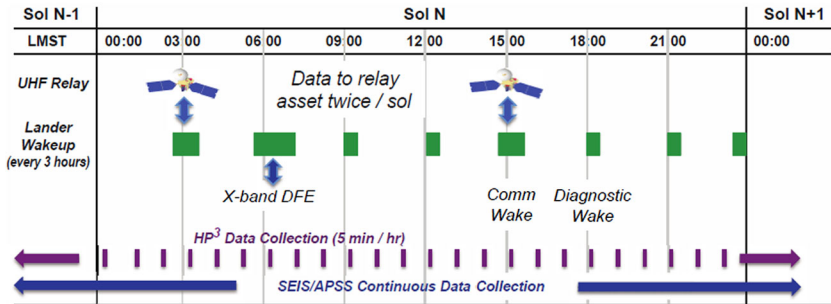 Sol N-1 Sol N Sol N+1
LMST 00:00 03:00 06:00 09:00 12:00 15:00 18:00 21:00 00:00
UHF Relay
Data to relay
asset twice / sol
Lander
Wakeup
(every 3 hours)
X-band DFE
Comm
Wake
Diagnostic
Wake
HP³ Data Collection (5 min / hr)
SEIS/APSS Continuous Data Collection